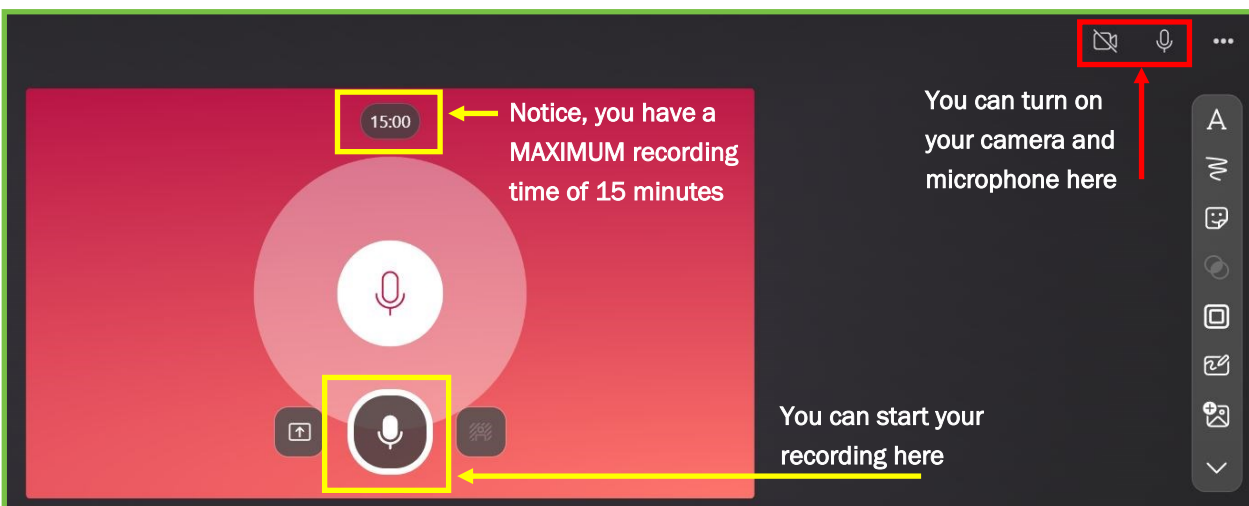 15:00
Notice, you have a
MAXIMUM recording
time of 15 minutes
You can turn on
your camera and
microphone here
A
You can start your
recording here